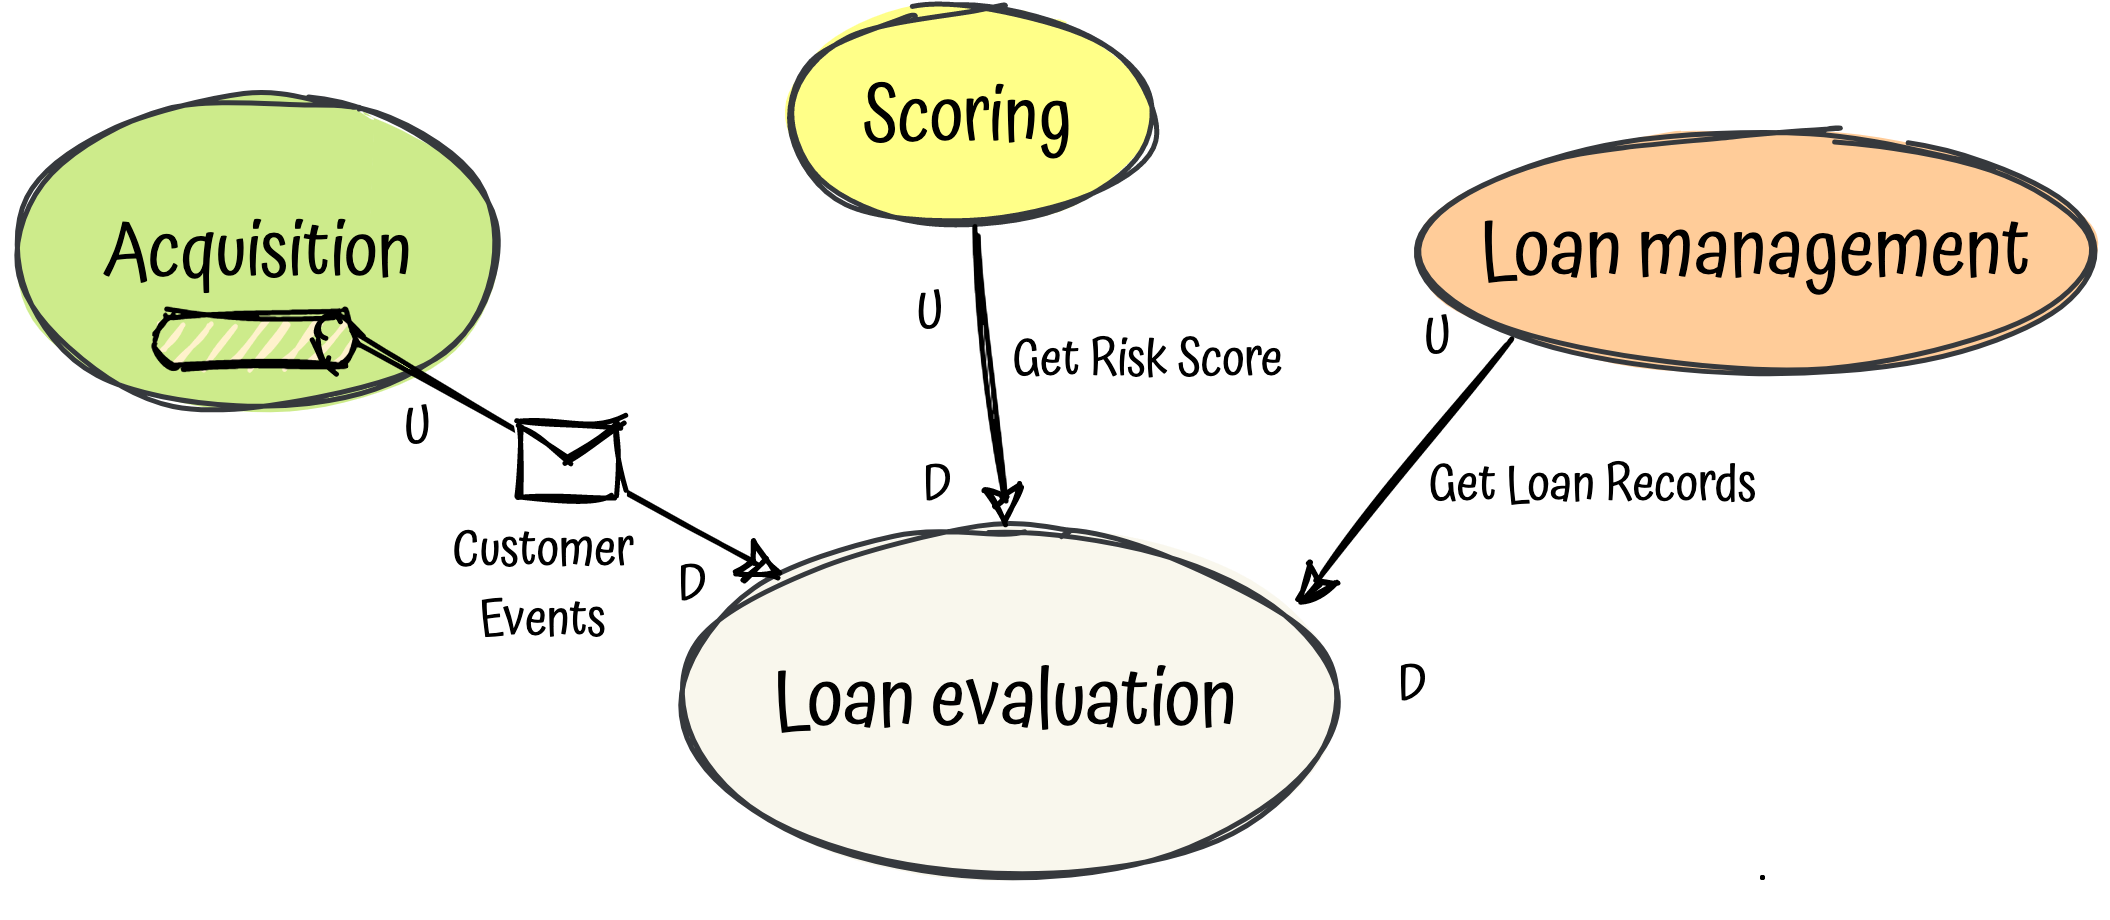 Scoring
Acquisition
Loan management
U
Get Risk Score
U
U
D
Get Loan Records
Customer
Events
D
Loan evaluation
D